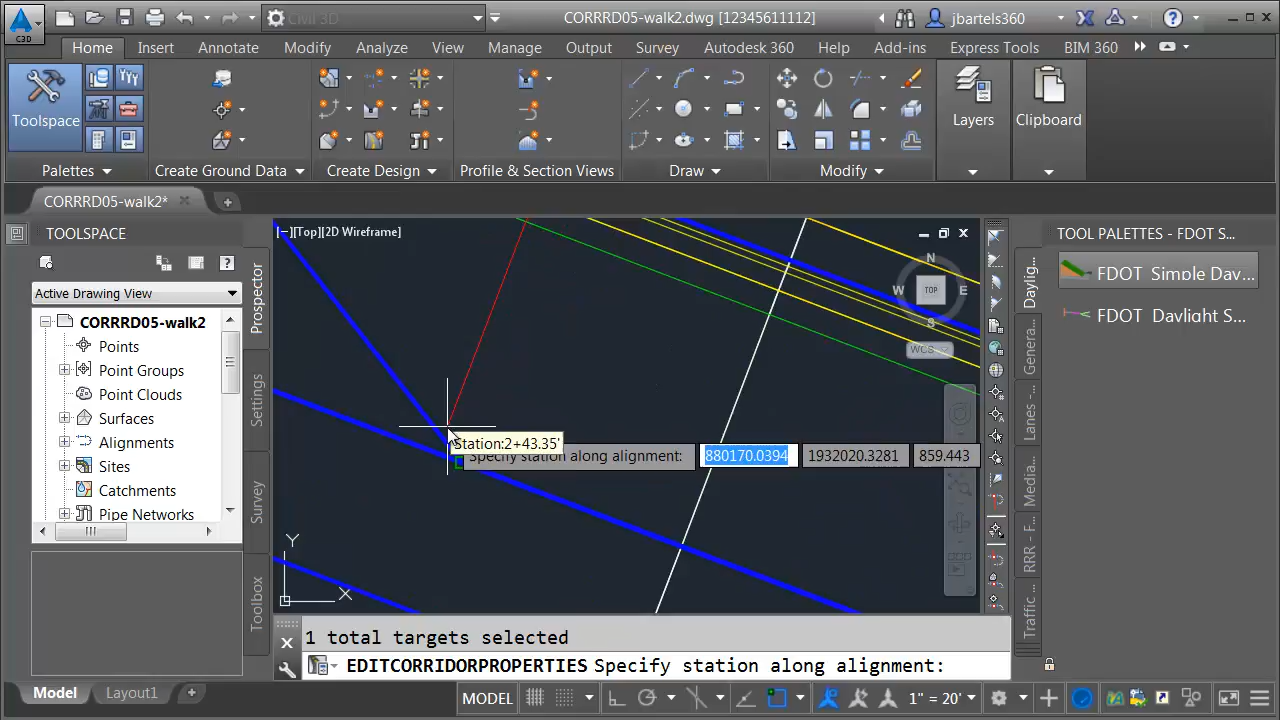 C3D
Civil 3D
CORRRD05-walk2.dwg [12345611112]
jbartels360
Home Insert Annotate Modify Analyze View Manage Output Survey Autodesk 360 Help Add-ins Express Tools BIM 360
Toolspace
Layers
Clipboard
Palettes
Create Ground Data
Create Design
Profile & Section Views
Draw
Modify
CORRRD05-walk2*
TOOLSPACE
Active Drawing View
CORRRD05-walk2
Points
Point Groups
Point Clouds
Surfaces
Alignments
Sites
Catchments
Pipe Networks
Prospector
Settings
Survey
Toolbox
[−][Top][2D Wireframe]
N
W TOP E
S
WCS
Station:2+43.35'
Specify station along alignment: 880170.0394 1932020.3281 859.443
Y
X
TOOL PALETTES - FDOT S...
FDOT Simple Dav...
FDOT Daylight S...
Daylig...
Genera...
Lanes -...
Media...
RRR - F...
Traffic ...
1 total targets selected
EDITCORRIDORPROPERTIES Specify station along alignment:
Model Layout1
MODEL
1" = 20'